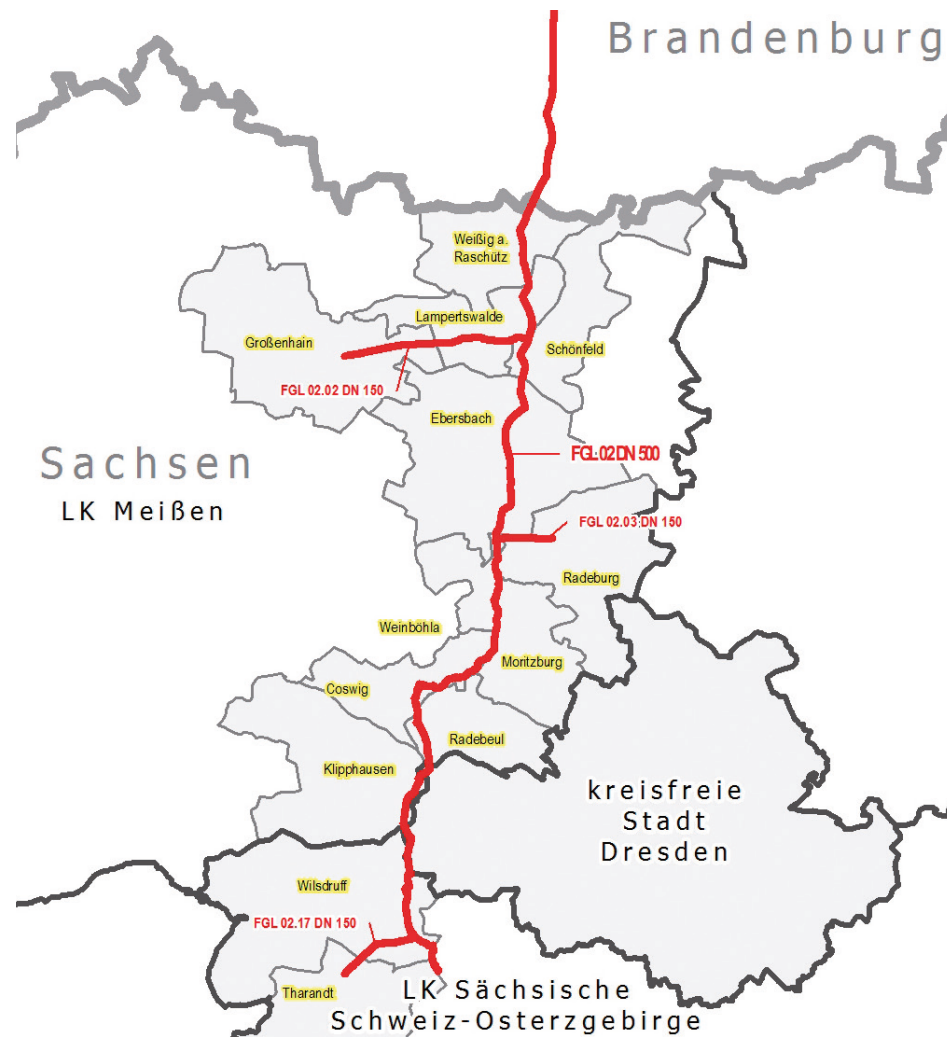 Brandenburg
Weißig a.
Raschütz
Lampertswalde
Großenhain
Schönfeld
FGL 02.02 DN 150
Ebersbach
FGL 02 DN 500
Sachsen
LK Meißen
FGL 02.03 DN 150
Radeburg
Weinböhla
Moritzburg
Coswig
Radebeul
Klipphausen
kreisfreie
Stadt
Dresden
Wilsdruff
FGL 02.17 DN 150
Tharandt
LK Sächsische
Schweiz-Osterzgebirge